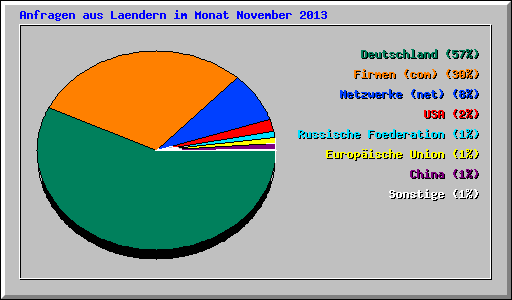 Anfragen aus Laendern im Monat November 2013
Deutschland (57%)
Firmen (com) (30%)
Netzwerke (net) (8%)
USA (2%)
Russische Foederation (1%)
Europäische Union (1%)
China (1%)
Sonstige (1%)